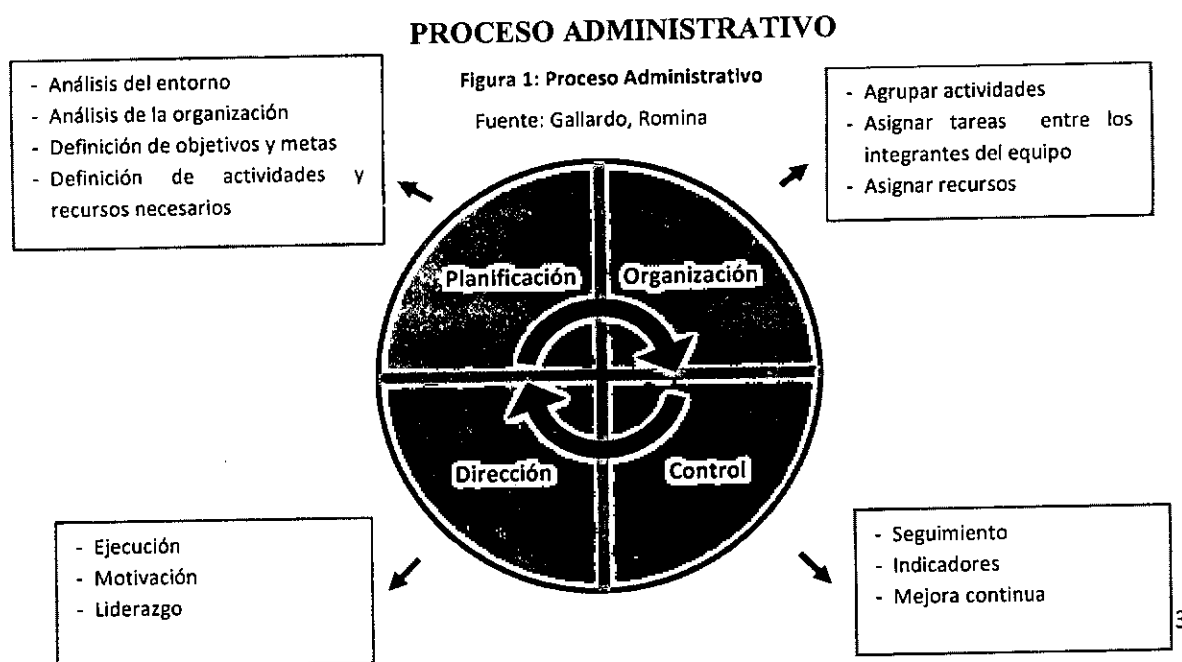 PROCESO ADMINISTRATIVO
Figura 1: Proceso Administrativo
Fuente: Gallardo, Romina
- Análisis del entorno
- Análisis de la organización
- Definición de objetivos y metas
- Definición de actividades y
recursos necesarios
- Agrupar actividades
- Asignar tareas entre los
integrantes del equipo
- Asignar recursos
Planificación
Organización
Dirección
Control
- Ejecución
- Motivación
- Liderazgo
- Seguimiento
- Indicadores
- Mejora continua
3